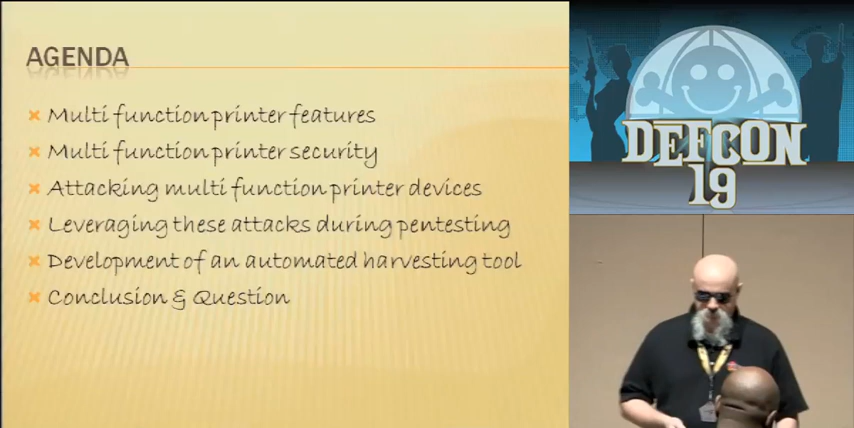 AGENDA
Multi function printer features
Multi function printer security
Attacking multi function printer devices
Leveraging these attacks during pentesting
Development of an automated harvesting tool
Conclusion & Question
DEFCON
19